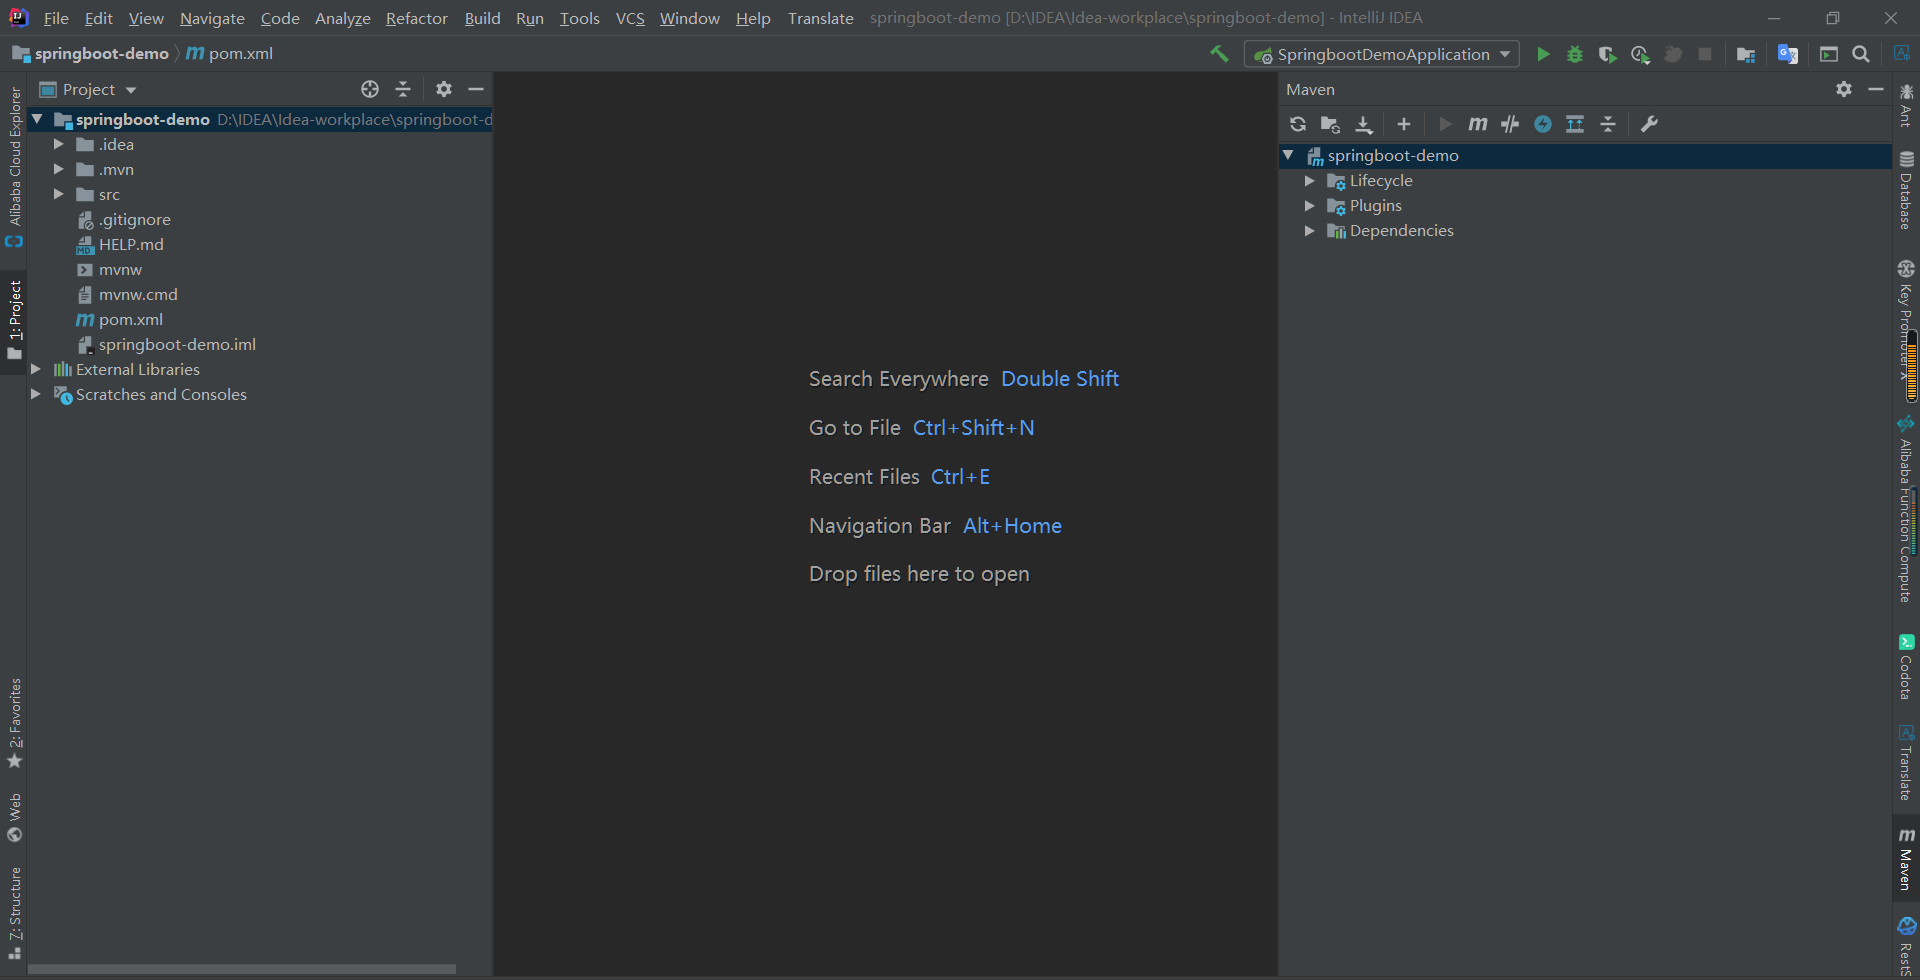 File Edit View Navigate Code Analyze Refactor Build Run Tools VCS Window Help Translate springboot-demo [D:\IDEA\Idea-workplace\springboot-demo] - IntelliJ IDEA
springboot-demo pom.xml SpringbootDemoApplication
Project
springboot-demo D:\IDEA\Idea-workplace\springboot-d
.idea
.mvn
src
.gitignore
HELP.md
mvnw
mvnw.cmd
pom.xml
springboot-demo.iml
External Libraries
Scratches and Consoles
Alibaba Cloud Explorer
1: Project
2: Favorites
Web
7: Structure
Search Everywhere Double Shift
Go to File Ctrl+Shift+N
Recent Files Ctrl+E
Navigation Bar Alt+Home
Drop files here to open
Maven
springboot-demo
Lifecycle
Plugins
Dependencies
Ant
Database
Key Promoter X
Alibaba Function Compute
Codota
Translate
Maven
RestS